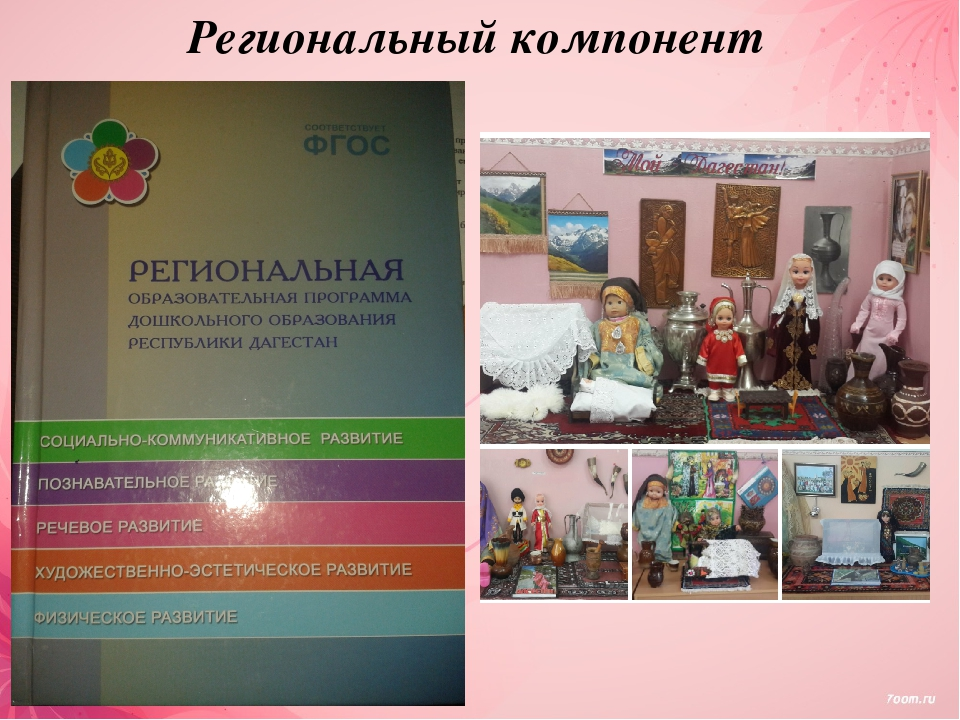 Региональный компонент
СООТВЕТСТВУЕТ
ФГОС
РЕГИОНАЛЬНАЯ
ОБРАЗОВАТЕЛЬНАЯ ПРОГРАММА
ДОШКОЛЬНОГО ОБРАЗОВАНИЯ
РЕСПУБЛИКИ ДАГЕСТАН
СОЦИАЛЬНО-КОММУНИКАТИВНОЕ РАЗВИТИЕ
ПОЗНАВАТЕЛЬНОЕ РАЗВИТИЕ
РЕЧЕВОЕ РАЗВИТИЕ
ХУДОЖЕСТВЕННО-ЭСТЕТИЧЕСКОЕ РАЗВИТИЕ
ФИЗИЧЕСКОЕ РАЗВИТИЕ
Мой Дагестан!
7oom.ru